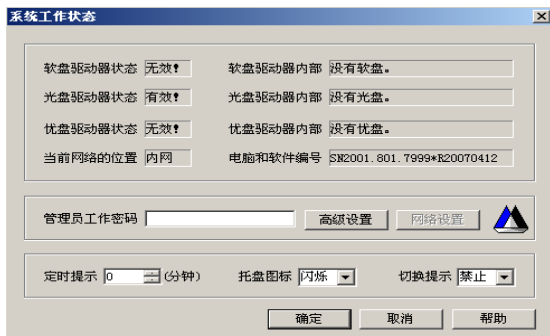 系统工作状态
软盘驱动器状态 无效! 软盘驱动器内部 没有软盘。
光盘驱动器状态 有效! 光盘驱动器内部 没有光盘。
优盘驱动器状态 无效! 优盘驱动器内部 没有优盘。
当前网络的位置 内网 电脑和软件编号 SN2001.801.7999*R20070412
管理员工作密码 高级设置 网络设置
定时提示 0 (分钟) 托盘图标 闪烁 切换提示 禁止
确定 取消 帮助